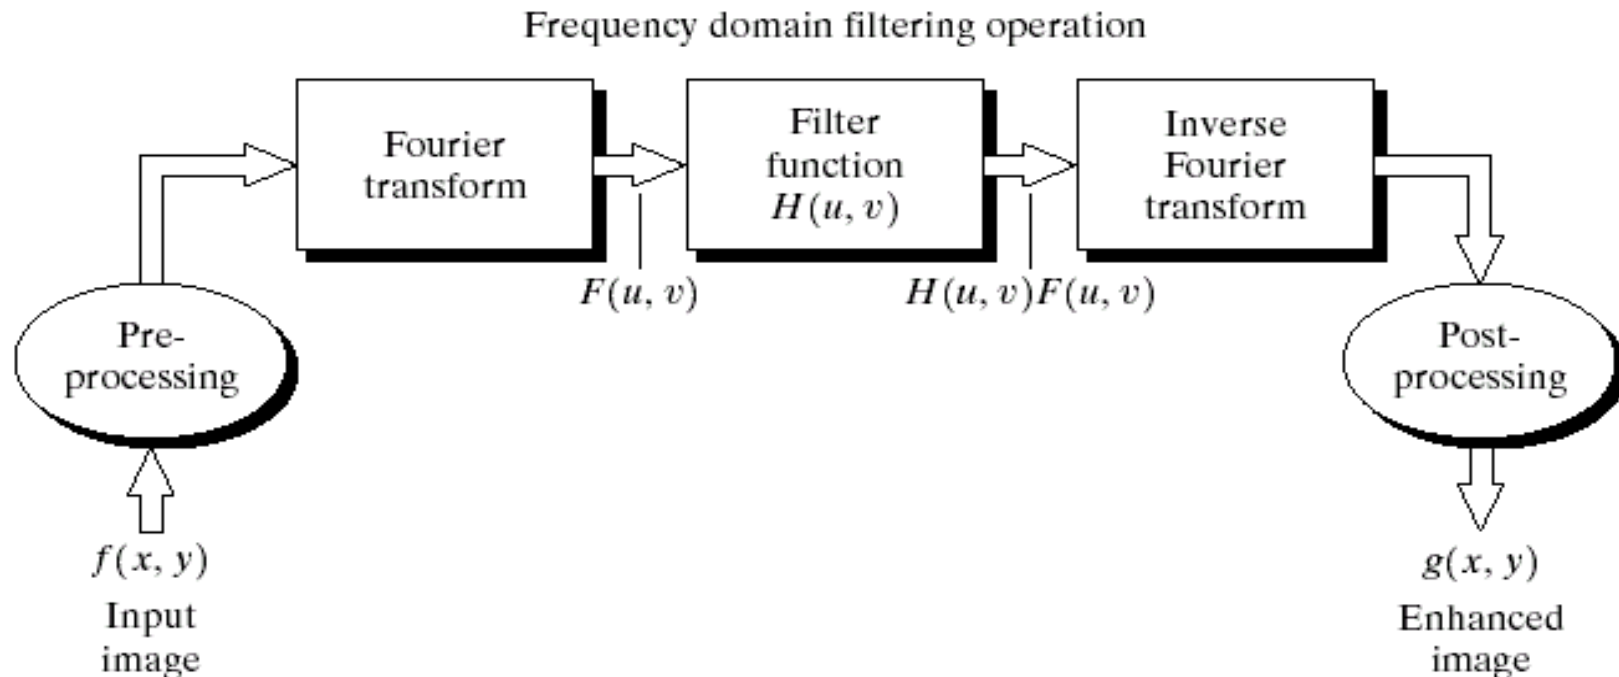 Frequency domain filtering operation
Fourier
transform
Filter
function
H(u, v)
Inverse
Fourier
transform
F(u, v)
H(u, v)F(u, v)
Pre-
processing
Post-
processing
f(x, y)
Input
image
g(x, y)
Enhanced
image